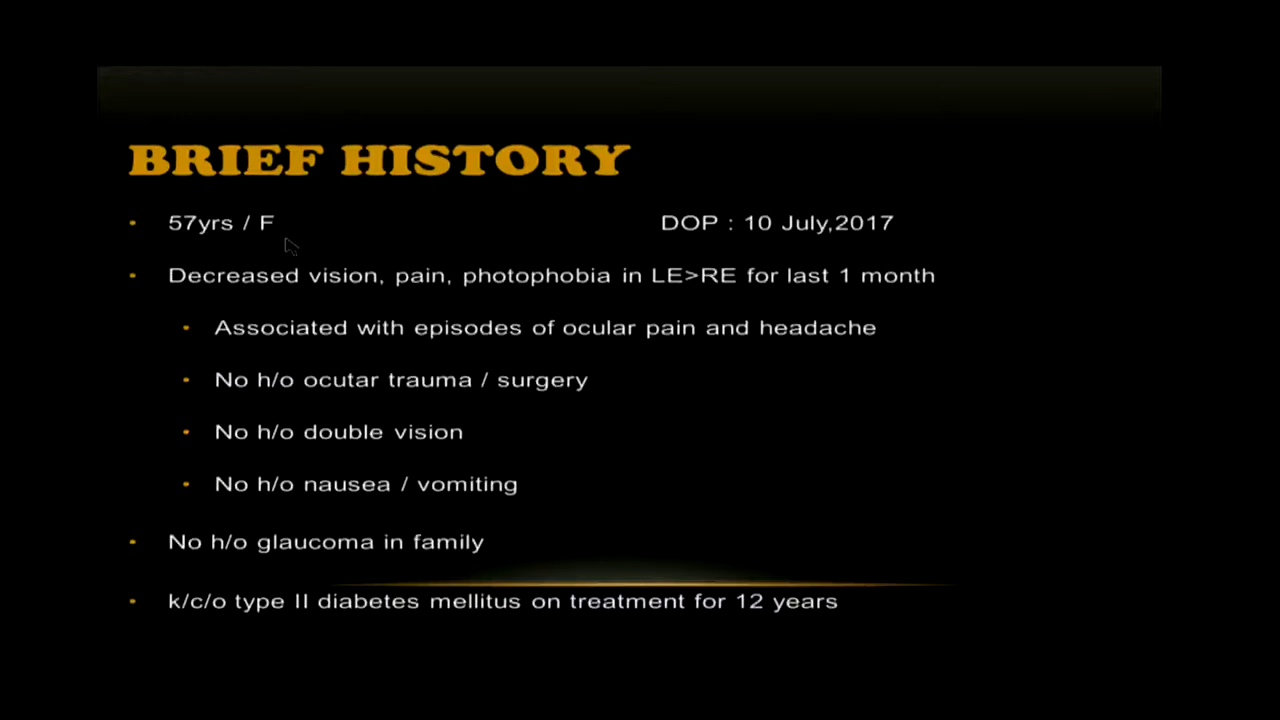 BRIEF HISTORY
57yrs / F DOP : 10 July,2017
Decreased vision, pain, photophobia in LE>RE for last 1 month
Associated with episodes of ocular pain and headache
No h/o ocutar trauma / surgery
No h/o double vision
No h/o nausea / vomiting
No h/o glaucoma in family
k/c/o type II diabetes mellitus on treatment for 12 years